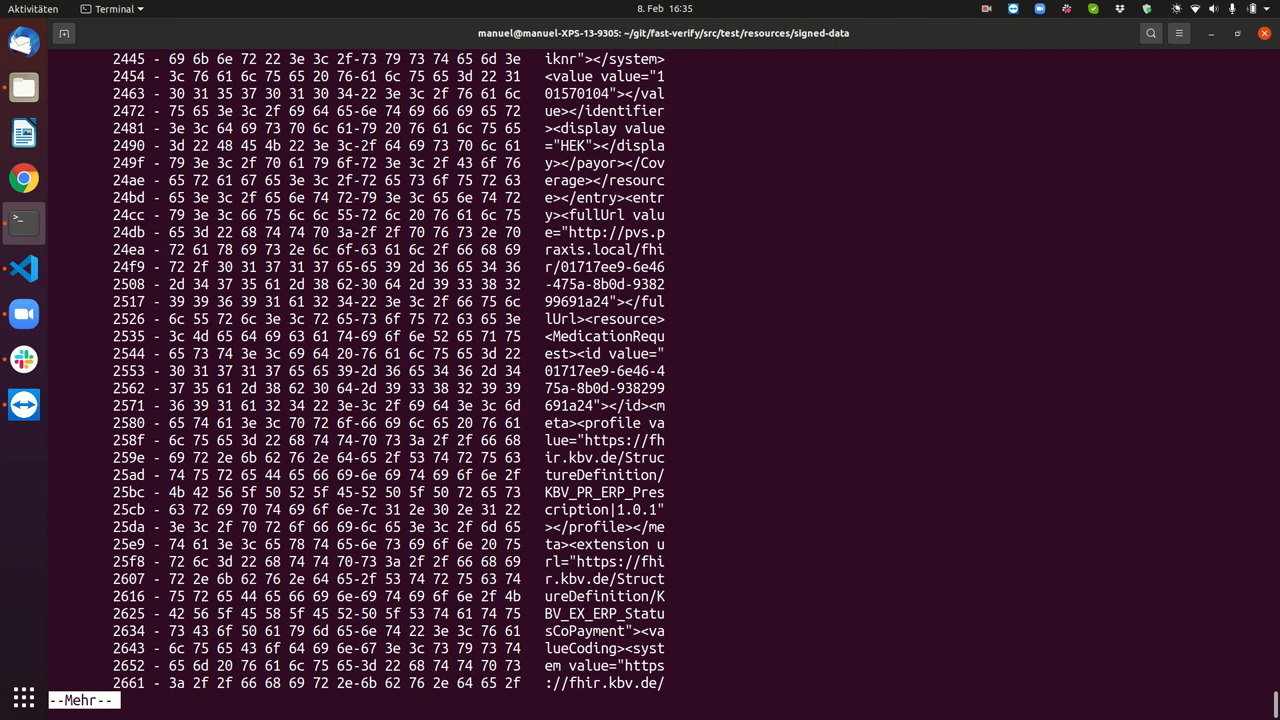 Aktivitäten
Terminal
8. Feb 16:35
manuel@manuel-XPS-13-9305: ~/git/fast-verify/src/test/resources/signed-data
2445 - 69 6b 6e 72 22 3e 3c 2f-73 79 73 74 65 6d 3e iknr"></system>
2454 - 3c 76 61 6c 75 65 20 76-61 6c 75 65 3d 22 31 <value value="1
2463 - 30 31 35 37 30 31 30 34-22 3e 3c 2f 76 61 6c 01570104"></val
2472 - 75 65 3e 3c 2f 69 64 65-6e 74 69 66 69 65 72 ue></identifier
2481 - 3e 3c 64 69 73 70 6c 61-79 20 76 61 6c 75 65 ><display value
2490 - 3d 22 48 45 4b 22 3e 3c-2f 64 69 73 70 6c 61 ="HEK"></displa
249f - 79 3e 3c 2f 70 61 79 6f-72 3e 3c 2f 43 6f 76 y></payor></Cov
24ae - 65 72 61 67 65 3e 3c 2f-72 65 73 6f 75 72 63 erage></resourc
24bd - 65 3e 3c 2f 65 6e 74 72-79 3e 3c 65 6e 74 72 e></entry><entr
24cc - 79 3e 3c 66 75 6c 6c 55-72 6c 20 76 61 6c 75 y><fullUrl valu
24db - 65 3d 22 68 74 74 70 3a-2f 2f 70 76 73 2e 70 e="http://pvs.p
24ea - 72 61 78 69 73 2e 6c 6f-63 61 6c 2f 66 68 69 raxis.local/fhi
24f9 - 72 2f 30 31 37 31 37 65-65 39 2d 36 65 34 36 r/01717ee9-6e46
2508 - 2d 34 37 35 61 2d 38 62-30 64 2d 39 33 38 32 -475a-8b0d-9382
2517 - 39 39 36 39 31 61 32 34-22 3e 3c 2f 66 75 6c 99691a24"></ful
2526 - 6c 55 72 6c 3e 3c 72 65-73 6f 75 72 63 65 3e lUrl><resource>
2535 - 3c 4d 65 64 69 63 61 74-69 6f 6e 52 65 71 75 <MedicationRequ
2544 - 65 73 74 3e 3c 69 64 20-76 61 6c 75 65 3d 22 est><id value="
2553 - 30 31 37 31 37 65 65 39-2d 36 65 34 36 2d 34 01717ee9-6e46-4
2562 - 37 35 61 2d 38 62 30 64-2d 39 33 38 32 39 39 75a-8b0d-938299
2571 - 36 39 31 61 32 34 22 3e-3c 2f 69 64 3e 3c 6d 691a24"></id><m
2580 - 65 74 61 3e 3c 70 72 6f-66 69 6c 65 20 76 61 eta><profile va
258f - 6c 75 65 3d 22 68 74 74-70 73 3a 2f 2f 66 68 lue="https://fh
259e - 69 72 2e 6b 62 76 2e 64-65 2f 53 74 72 75 63 ir.kbv.de/Struc
25ad - 74 75 72 65 44 65 66 69-6e 69 74 69 6f 6e 2f tureDefinition/
25bc - 4b 42 56 5f 50 52 5f 45-52 50 5f 50 72 65 73 KBV_PR_ERP_Pres
25cb - 63 72 69 70 74 69 6f 6e-7c 31 2e 30 2e 31 22 cription|1.0.1"
25da - 3e 3c 2f 70 72 6f 66 69-6c 65 3e 3c 2f 6d 65 ></profile></me
25e9 - 74 61 3e 3c 65 78 74 65-6e 73 69 6f 6e 20 75 ta><extension u
25f8 - 72 6c 3d 22 68 74 74 70-73 3a 2f 2f 66 68 69 rl="https://fhi
2607 - 72 2e 6b 62 76 2e 64 65-2f 53 74 72 75 63 74 r.kbv.de/Struct
2616 - 75 72 65 44 65 66 69 6e-69 74 69 6f 6e 2f 4b ureDefinition/K
2625 - 42 56 5f 45 58 5f 45 52-50 5f 53 74 61 74 75 BV_EX_ERP_Statu
2634 - 73 43 6f 50 61 79 6d 65-6e 74 22 3e 3c 76 61 sCoPayment"><va
2643 - 6c 75 65 43 6f 64 69 6e-67 3e 3c 73 79 73 74 lueCoding><syst
2652 - 65 6d 20 76 61 6c 75 65-3d 22 68 74 74 70 73 em value="https
2661 - 3a 2f 2f 66 68 69 72 2e-6b 62 76 2e 64 65 2f ://fhir.kbv.de/
--Mehr--